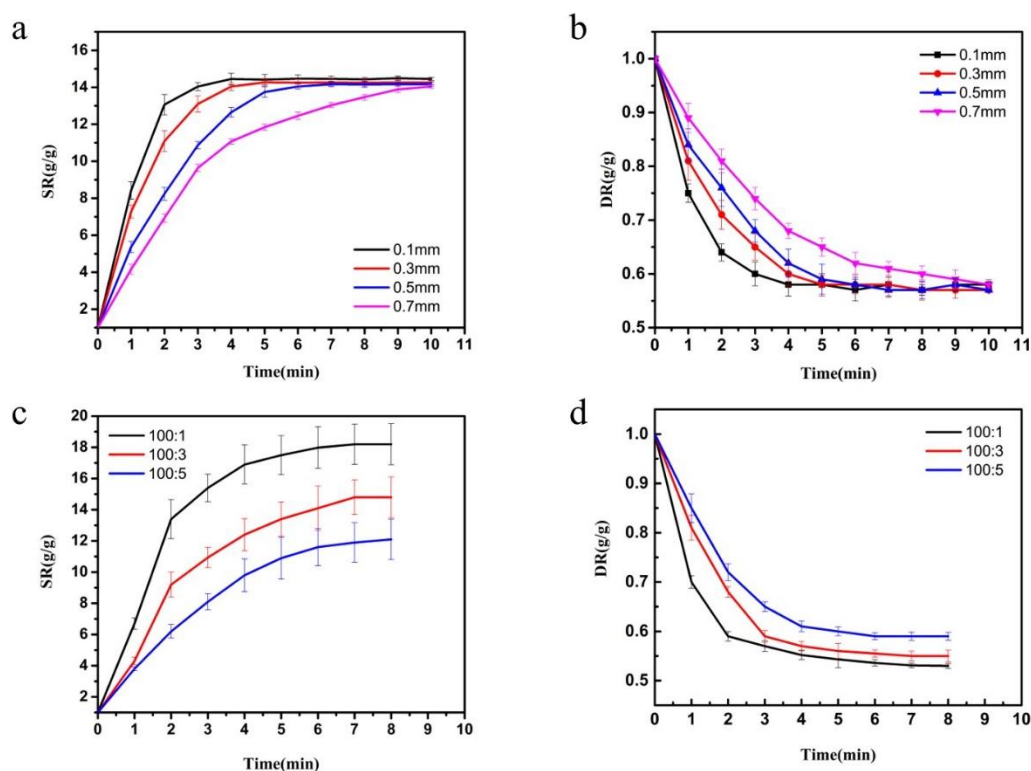 a
16
14
12
10
8
6
4
2
SR(g/g)
0.1mm
0.3mm
0.5mm
0.7mm
0 1 2 3 4 5 6 7 8 9 10 11
Time(min)
b
1.0
0.9
0.8
0.7
0.6
0.5
DR(g/g)
0.1mm
0.3mm
0.5mm
0.7mm
0 1 2 3 4 5 6 7 8 9 10 11
Time(min)
c
20
18
16
14
12
10
8
6
4
2
SR(g/g)
100:1
100:3
100:5
0 1 2 3 4 5 6 7 8 9 10
Time(min)
d
1.0
0.9
0.8
0.7
0.6
0.5
DR(g/g)
100:1
100:3
100:5
0 1 2 3 4 5 6 7 8 9 10
Time(min)